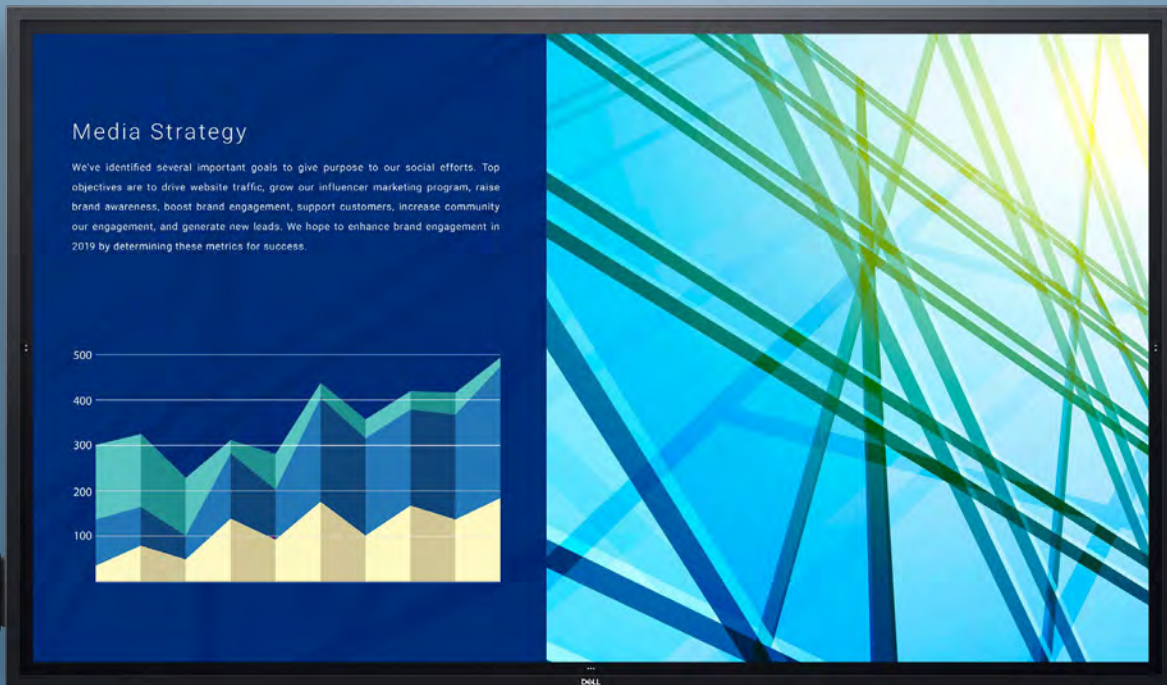 Media Strategy
We've identified several important goals to give purpose to our social efforts. Top
objectives are to drive website traffic, grow our influencer marketing program, raise
brand awareness, boost brand engagement, support customers, increase community
our engagement, and generate new leads. We hope to enhance brand engagement in
2019 by determining these metrics for success.
500
400
300
200
100
DELL